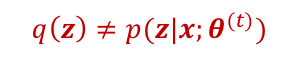 q(z) ≠ p(z|x; θ^(t))